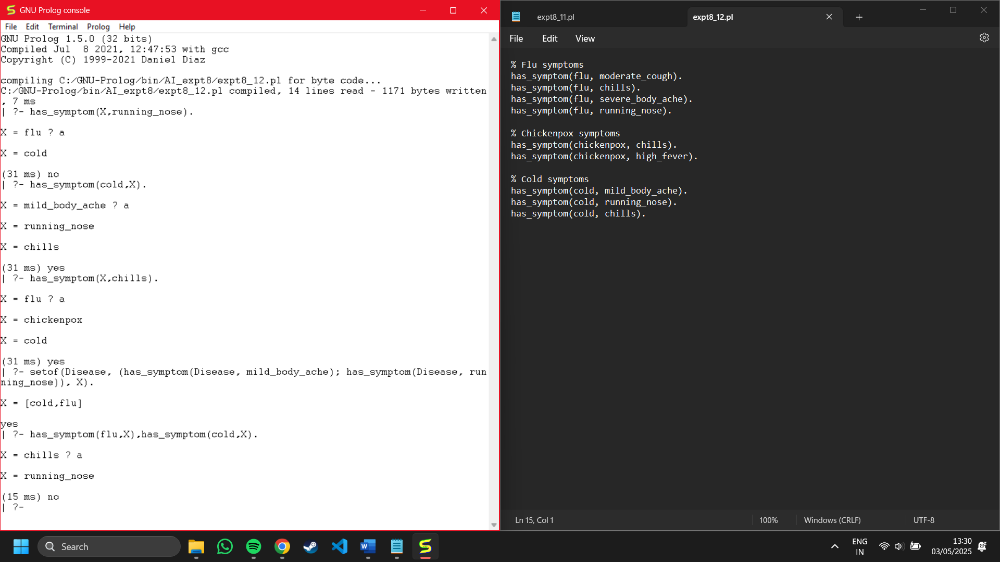 GNU Prolog console
File Edit Terminal Prolog Help
GNU Prolog 1.5.0 (32 bits)
Compiled Jul  8 2021, 12:47:53 with gcc
Copyright (C) 1999-2021 Daniel Diaz
compiling C:/GNU-Prolog/bin/AI_expt8/expt8_12.pl for byte code...
C:/GNU-Prolog/bin/AI_expt8/expt8_12.pl compiled, 14 lines read - 1171 bytes written
, 7 ms
| ?- has_symptom(X,running_nose).
X = flu ? a
X = cold
(31 ms) no
| ?- has_symptom(cold,X).
X = mild_body_ache ? a
X = running_nose
X = chills
(31 ms) yes
| ?- has_symptom(X,chills).
X = flu ? a
X = chickenpox
X = cold
(31 ms) yes
| ?- setof(Disease, (has_symptom(Disease, mild_body_ache); has_symptom(Disease, run
ning_nose)), X).
X = [cold,flu]
yes
| ?- has_symptom(flu,X),has_symptom(cold,X).
X = chills ? a
X = running_nose
(15 ms) no
| ?-
expt8_11.pl
expt8_12.pl
File Edit View
% Flu symptoms
has_symptom(flu, moderate_cough).
has_symptom(flu, chills).
has_symptom(flu, severe_body_ache).
has_symptom(flu, running_nose).
% Chickenpox symptoms
has_symptom(chickenpox, chills).
has_symptom(chickenpox, high_fever).
% Cold symptoms
has_symptom(cold, mild_body_ache).
has_symptom(cold, running_nose).
has_symptom(cold, chills).
Ln 15, Col 1
100%
Windows (CRLF)
UTF-8
Search
ENG
IN
13:30
03/05/2025